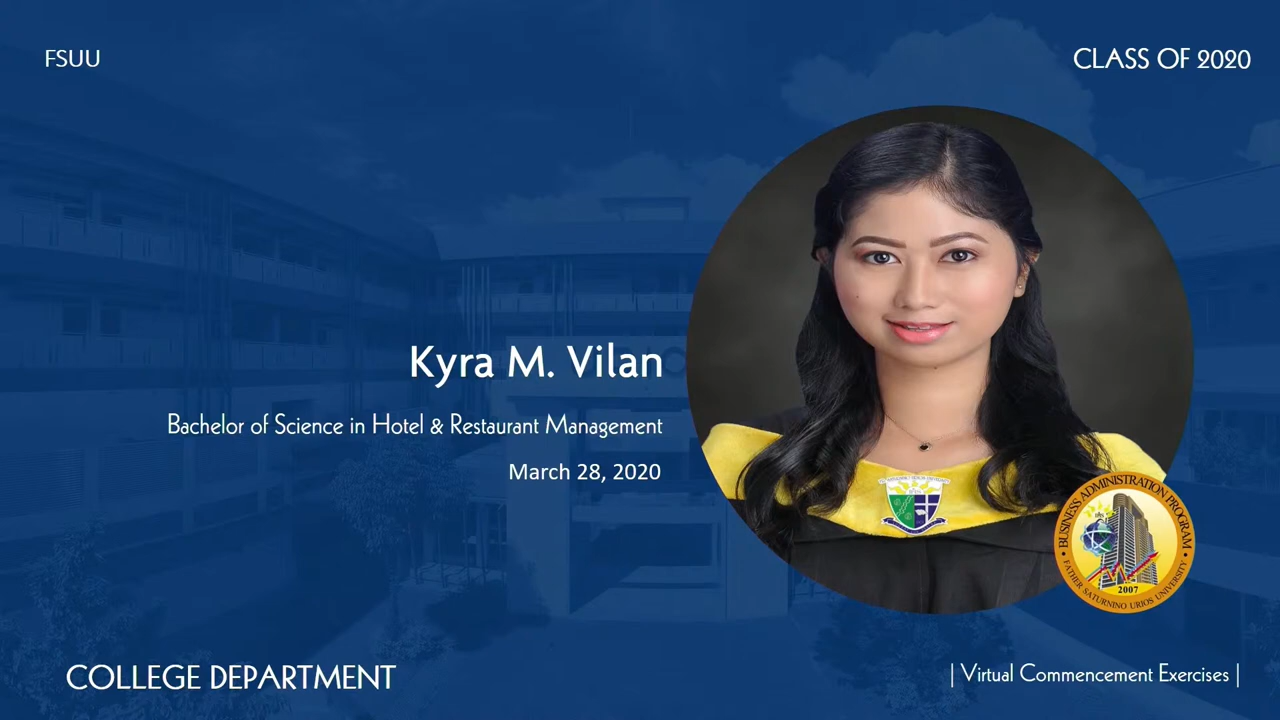 FSUU
CLASS OF 2020
Kyra M. Vilan
Bachelor of Science in Hotel & Restaurant Management
March 28, 2020
BUSINESS ADMINISTRATION PROGRAM
2007
FATHER SATURNINO URIOS UNIVERSITY
COLLEGE DEPARTMENT
| Virtual Commencement Exercises |